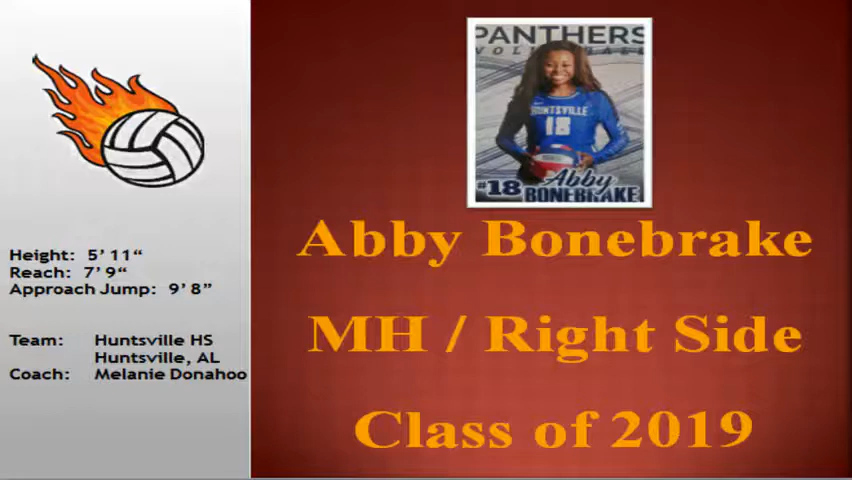 Height: 5' 11"
Reach: 7' 9"
Approach Jump: 9' 8"
Team: Huntsville HS
Huntsville, AL
Coach: Melanie Donahoo
PANTHERS
VOLLEYBALL
HUNTSVILLE
18
#18 Abby
BONEBRAKE
Abby Bonebrake
MH / Right Side
Class of 2019